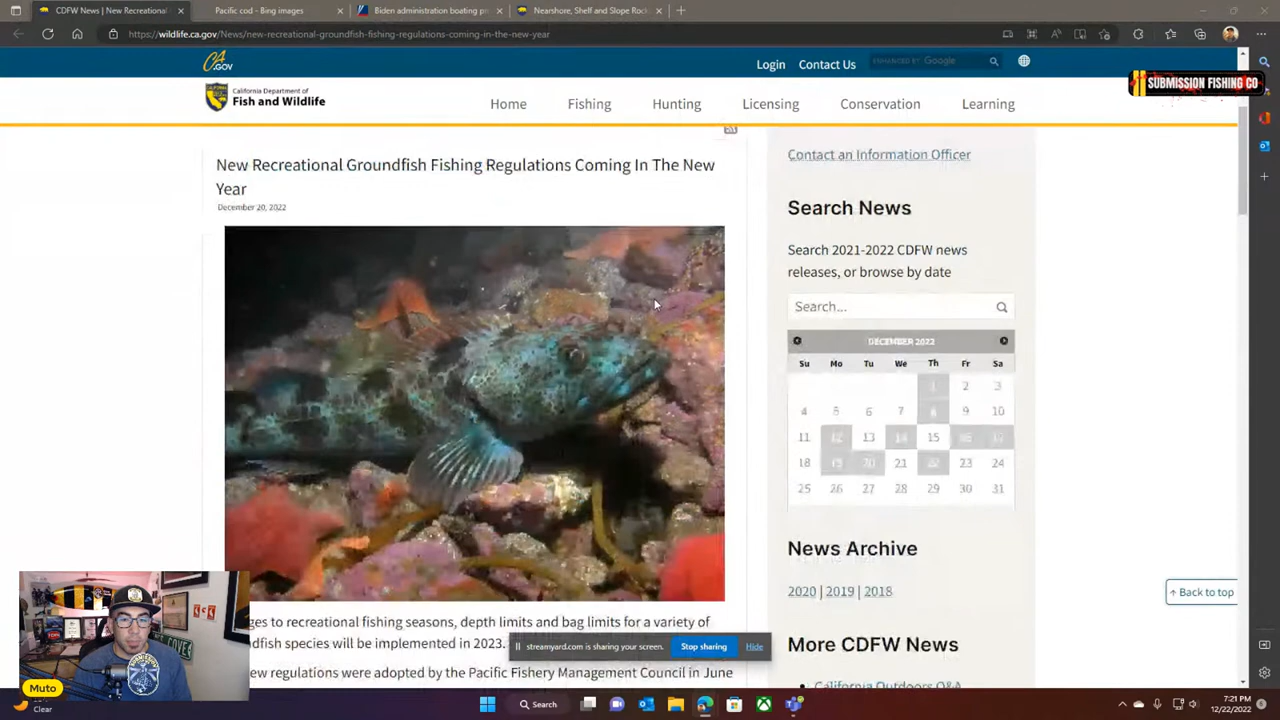 CDFW News | New Recreational
Pacific cod - Bing images
Biden administration boating
Nearshore, Shelf and Slope Rock
https://wildlife.ca.gov/News/new-recreational-groundfish-fishing-regulations-coming-in-the-new-year
CA.GOV
Login
Contact Us
ENHANCED BY Google
SUBMISSION FISHING CO
California Department of
Fish and Wildlife
Home
Fishing
Hunting
Licensing
Conservation
Learning
New Recreational Groundfish Fishing Regulations Coming In The New
Year
December 20, 2022
Contact an Information Officer
Search News
Search 2021-2022 CDFW news
releases, or browse by date
Search...
DECEMBER 2022
Su Mo Tu We Th Fr Sa
1 2 3
4 5 6 7 8 9 10
11 12 13 14 15 16 17
18 19 20 21 22 23 24
25 26 27 28 29 30 31
News Archive
2020 | 2019 | 2018
↑ Back to top
More CDFW News
California Outdoors Q&A
ges to recreational fishing seasons, depth limits and bag limits for a variety of
ndfish species will be implemented in 2023.
ew regulations were adopted by the Pacific Fishery Management Council in June
streamyard.com is sharing your screen.
Stop sharing
Hide
Muto
Clear
Search
7:21 PM
12/22/2022